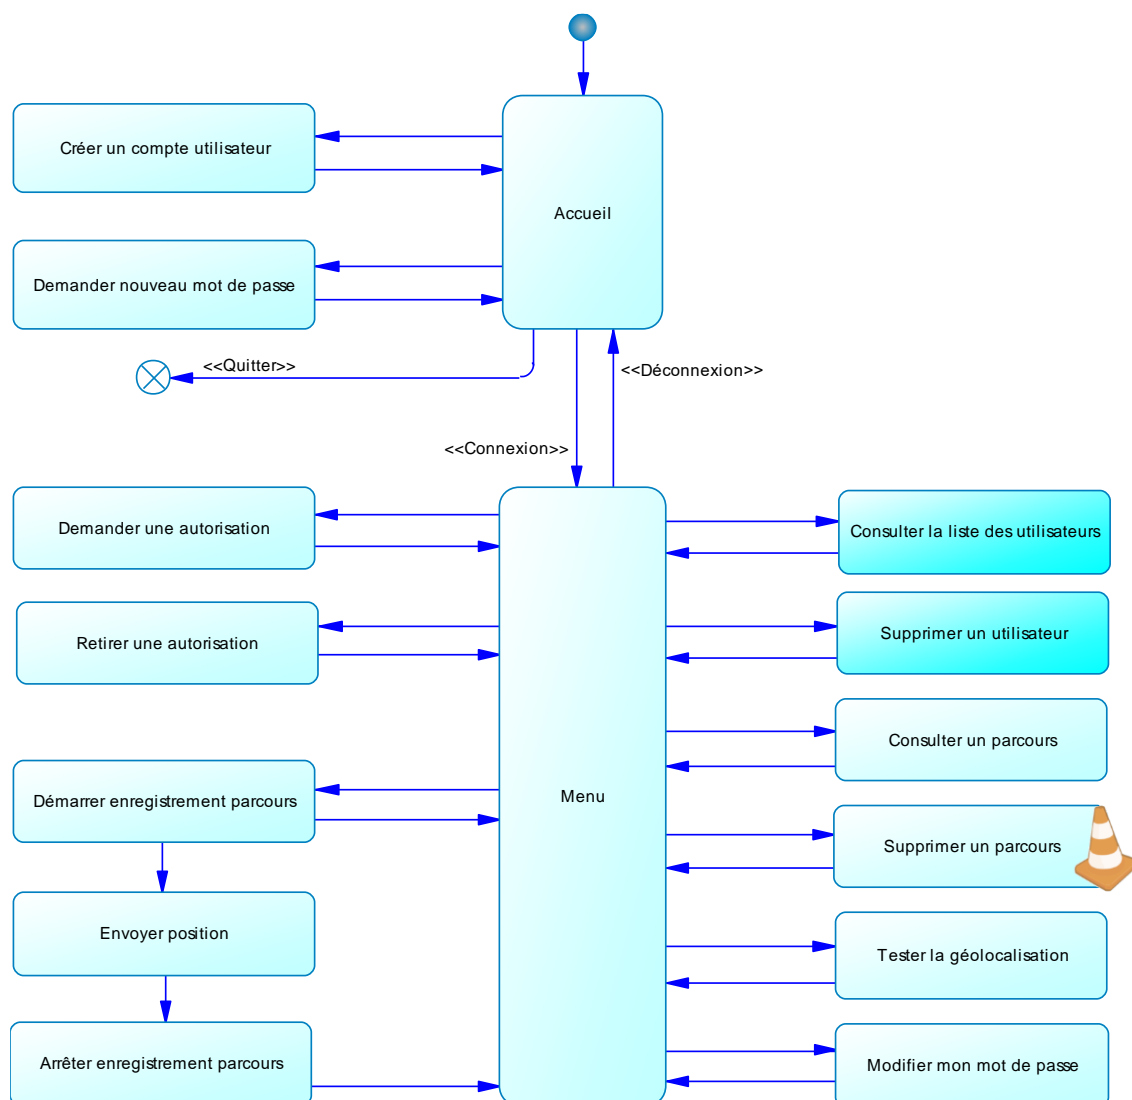 Créer un compte utilisateur
Accueil
Demander nouveau mot de passe
<<Quitter>>
<<Déconnexion>>
<<Connexion>>
Demander une autorisation
Consulter la liste des utilisateurs
Retirer une autorisation
Supprimer un utilisateur
Consulter un parcours
Menu
Démarrer enregistrement parcours
Supprimer un parcours
Envoyer position
Tester la géolocalisation
Arrêter enregistrement parcours
Modifier mon mot de passe